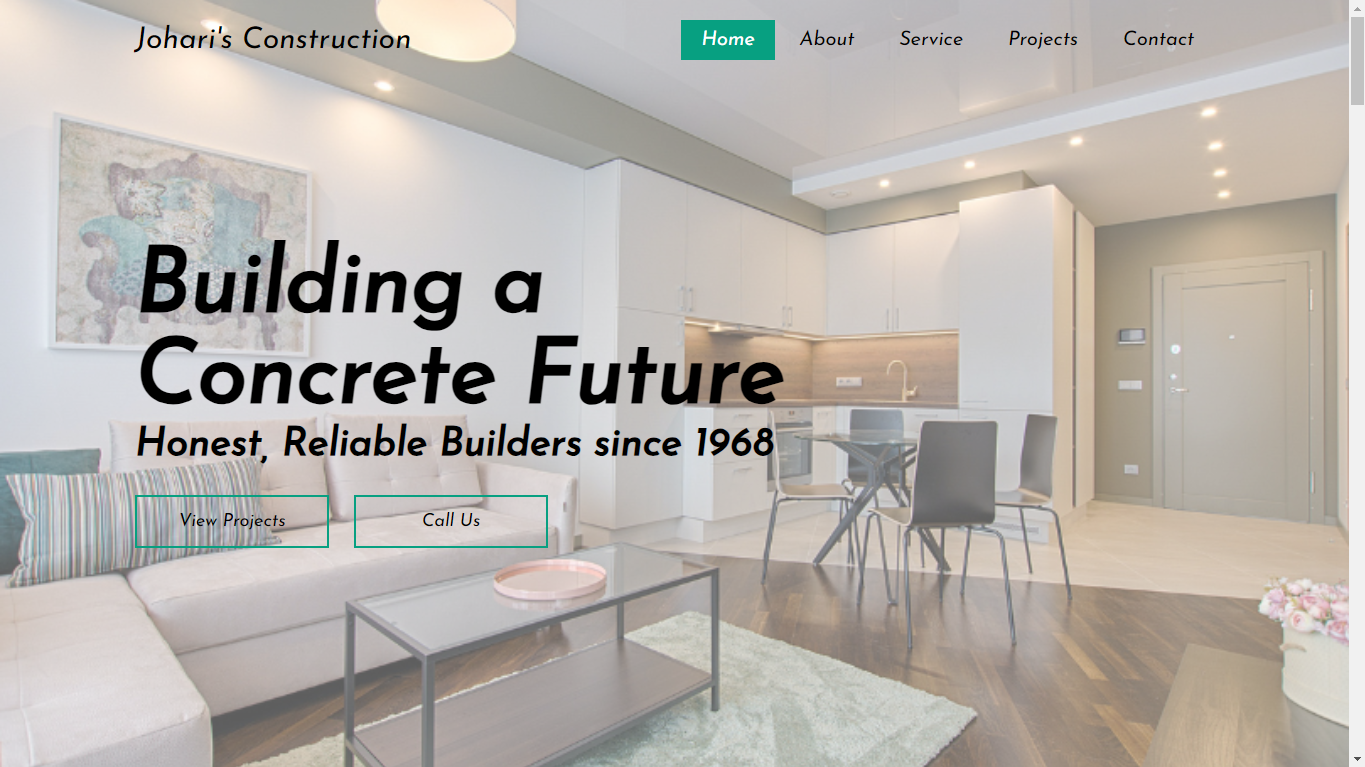 Johari's Construction
Home About Service Projects Contact
Building a
Concrete Future
Honest, Reliable Builders since 1968
View Projects Call Us